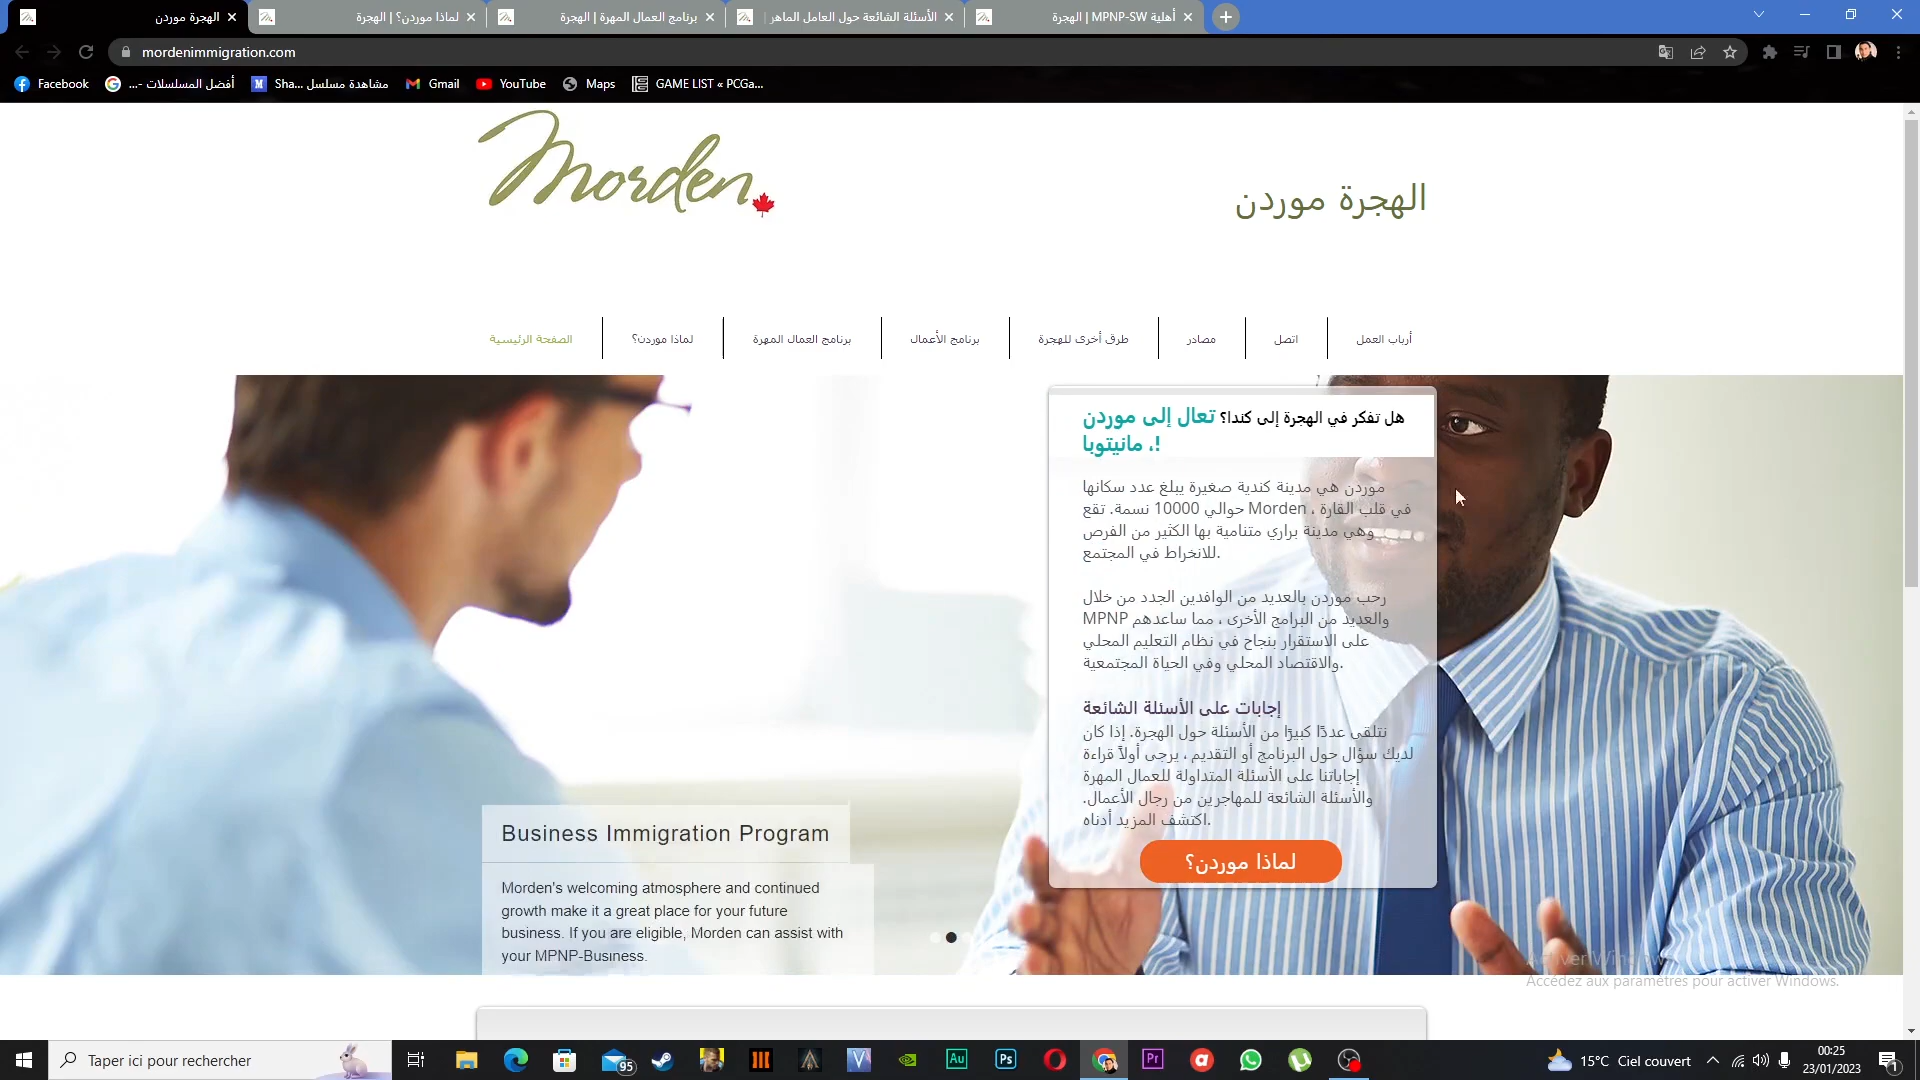 الهجرة موردن
لماذا موردن؟ | الهجرة
برنامج العمال المهرة | الهجرة
الأسئلة الشائعة حول العامل الماهر |
أهلية MPNP-SW | الهجرة
mordenimmigration.com
Facebook
أفضل المسلسلات -...
مشاهدة مسلسل Sha...
Gmail
YouTube
Maps
GAME LIST « PCGa...
Morden
الهجرة موردن
الصفحة الرئيسية
لماذا موردن؟
برنامج العمال المهرة
برنامج الأعمال
طرق أخرى للهجرة
مصادر
اتصل
أرباب العمل
هل تفكر في الهجرة إلى كندا؟ تعال إلى موردن
، مانيتوبا!
موردن هي مدينة كندية صغيرة يبلغ عدد سكانها
حوالي 10000 نسمة. تقع Morden ، في قلب القارة
وهي مدينة براري متنامية بها الكثير من الفرص
للانخراط في المجتمع.
رحب موردن بالعديد من الوافدين الجدد من خلال
MPNP والعديد من البرامج الأخرى ، مما ساعدهم
على الاستقرار بنجاح في نظام التعليم المحلي
والاقتصاد المحلي وفي الحياة المجتمعية.
إجابات على الأسئلة الشائعة
نتلقى عددًا كبيرًا من الأسئلة حول الهجرة. إذا كان
لديك سؤال حول البرنامج أو التقديم ، يرجى أولاً قراءة
إجاباتنا على الأسئلة المتداولة للعمال المهرة
والأسئلة الشائعة للمهاجرين من رجال الأعمال.
اكتشف المزيد أدناه.
لماذا موردن؟
Business Immigration Program
Morden's welcoming atmosphere and continued
growth make it a great place for your future
business. If you are eligible, Morden can assist with
your MPNP-Business.
Activer Windows
Accédez aux paramètres pour activer Windows.
Taper ici pour rechercher
95
Au
Ps
Pr
15°C Ciel couvert
00:25
23/01/2023
1